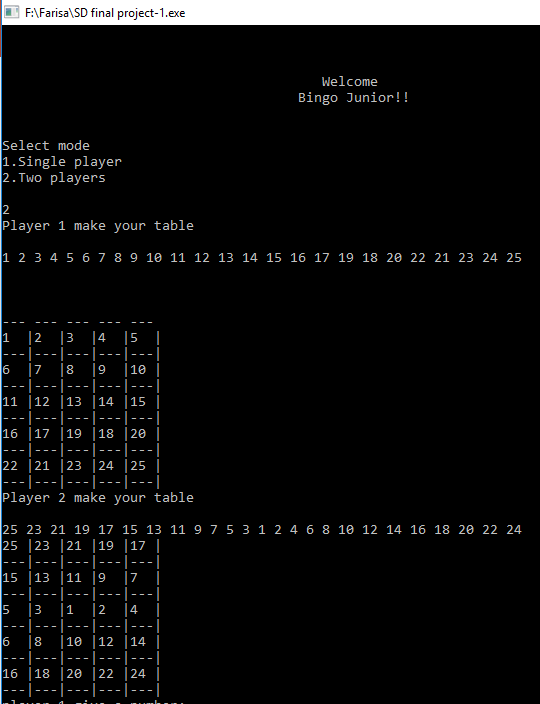 F:\Farisa\SD final project-1.exe
Welcome
Bingo Junior!!
Select mode
1.Single player
2.Two players
2
Player 1 make your table
1 2 3 4 5 6 7 8 9 10 11 12 13 14 15 16 17 19 18 20 22 21 23 24 25
--- --- --- --- ---
1  |2  |3  |4  |5  |
---|---|---|---|---|
6  |7  |8  |9  |10 |
---|---|---|---|---|
11 |12 |13 |14 |15 |
---|---|---|---|---|
16 |17 |19 |18 |20 |
---|---|---|---|---|
22 |21 |23 |24 |25 |
---|---|---|---|---|
Player 2 make your table
25 23 21 19 17 15 13 11 9 7 5 3 1 2 4 6 8 10 12 14 16 18 20 22 24
25 |23 |21 |19 |17 |
---|---|---|---|---|
15 |13 |11 |9  |7  |
---|---|---|---|---|
5  |3  |1  |2  |4  |
---|---|---|---|---|
6  |8  |10 |12 |14 |
---|---|---|---|---|
16 |18 |20 |22 |24 |
---|---|---|---|---|
player 1 give a number: